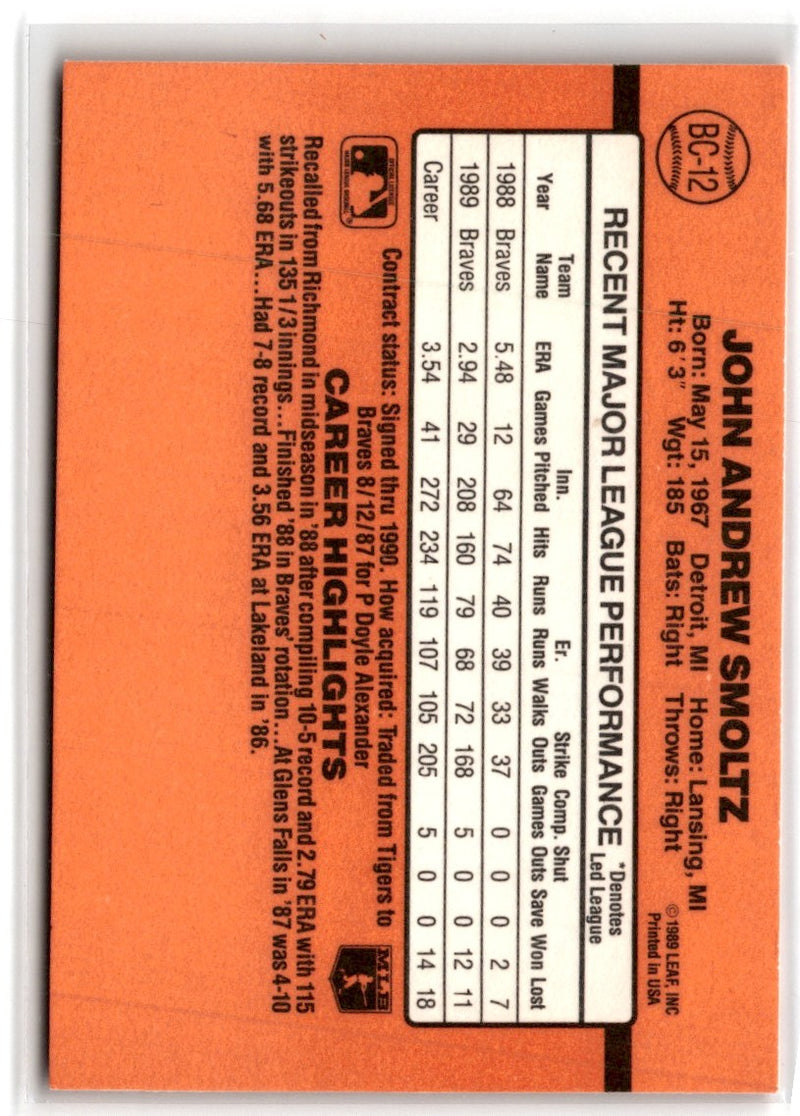 BC-12
JOHN ANDREW SMOLTZ
Born: May 15, 1967 Detroit, MI Home: Lansing, MI
Ht: 6'3" Wgt: 185 Bats: Right Throws: Right
©1989 LEAF, INC
Printed in USA
RECENT MAJOR LEAGUE PERFORMANCE *Denotes
Led League
Team Inn. Er. Strike Comp. Shut
Year Name ERA Games Pitched Hits Runs Runs Walks Outs Games Outs Save Won Lost
1988 Braves 5.48 12 64 74 40 39 33 37 0 0 0 2 7
1989 Braves 2.94 29 208 160 79 68 72 168 5 0 0 12 11
Career 3.54 41 272 234 119 107 105 205 5 0 0 14 18
Contract status: Signed thru 1990. How acquired: Traded from Tigers to
Braves 8/12/87 for P Doyle Alexander
MLB
CAREER HIGHLIGHTS
Recalled from Richmond in midseason in '88 after compiling 10-5 record and 2.79 ERA with 115
strikeouts in 135 1/3 innings...Finished '88 in Braves' rotation....At Glens Falls in '87 was 4-10
with 5.68 ERA...Had 7-8 record and 3.56 ERA at Lakeland in '86.